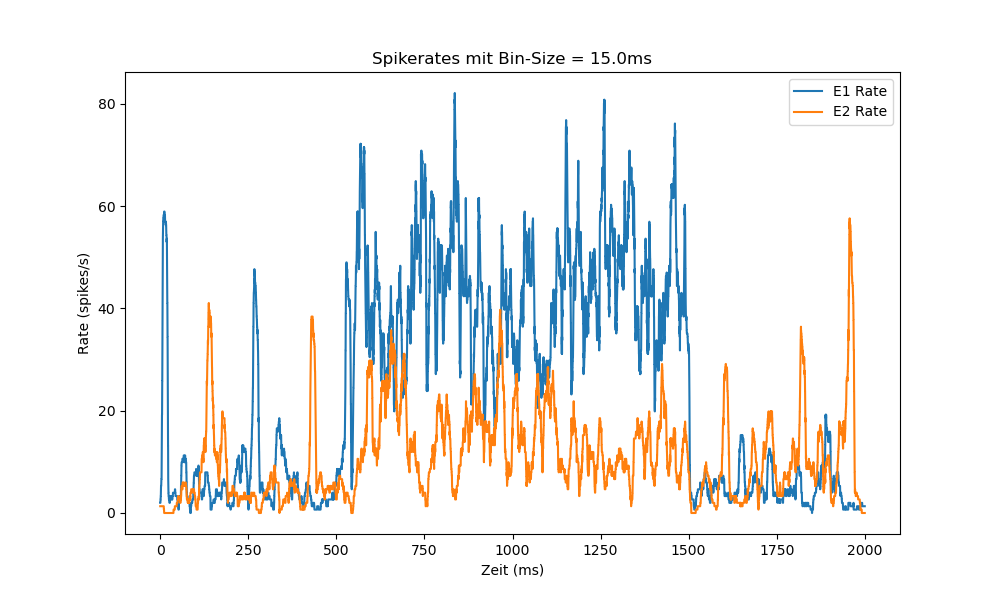 Spikerates mit Bin-Size = 15.0ms
E1 Rate
E2 Rate
Rate (spikes/s)
80
60
40
20
0
0 250 500 750 1000 1250 1500 1750 2000
Zeit (ms)